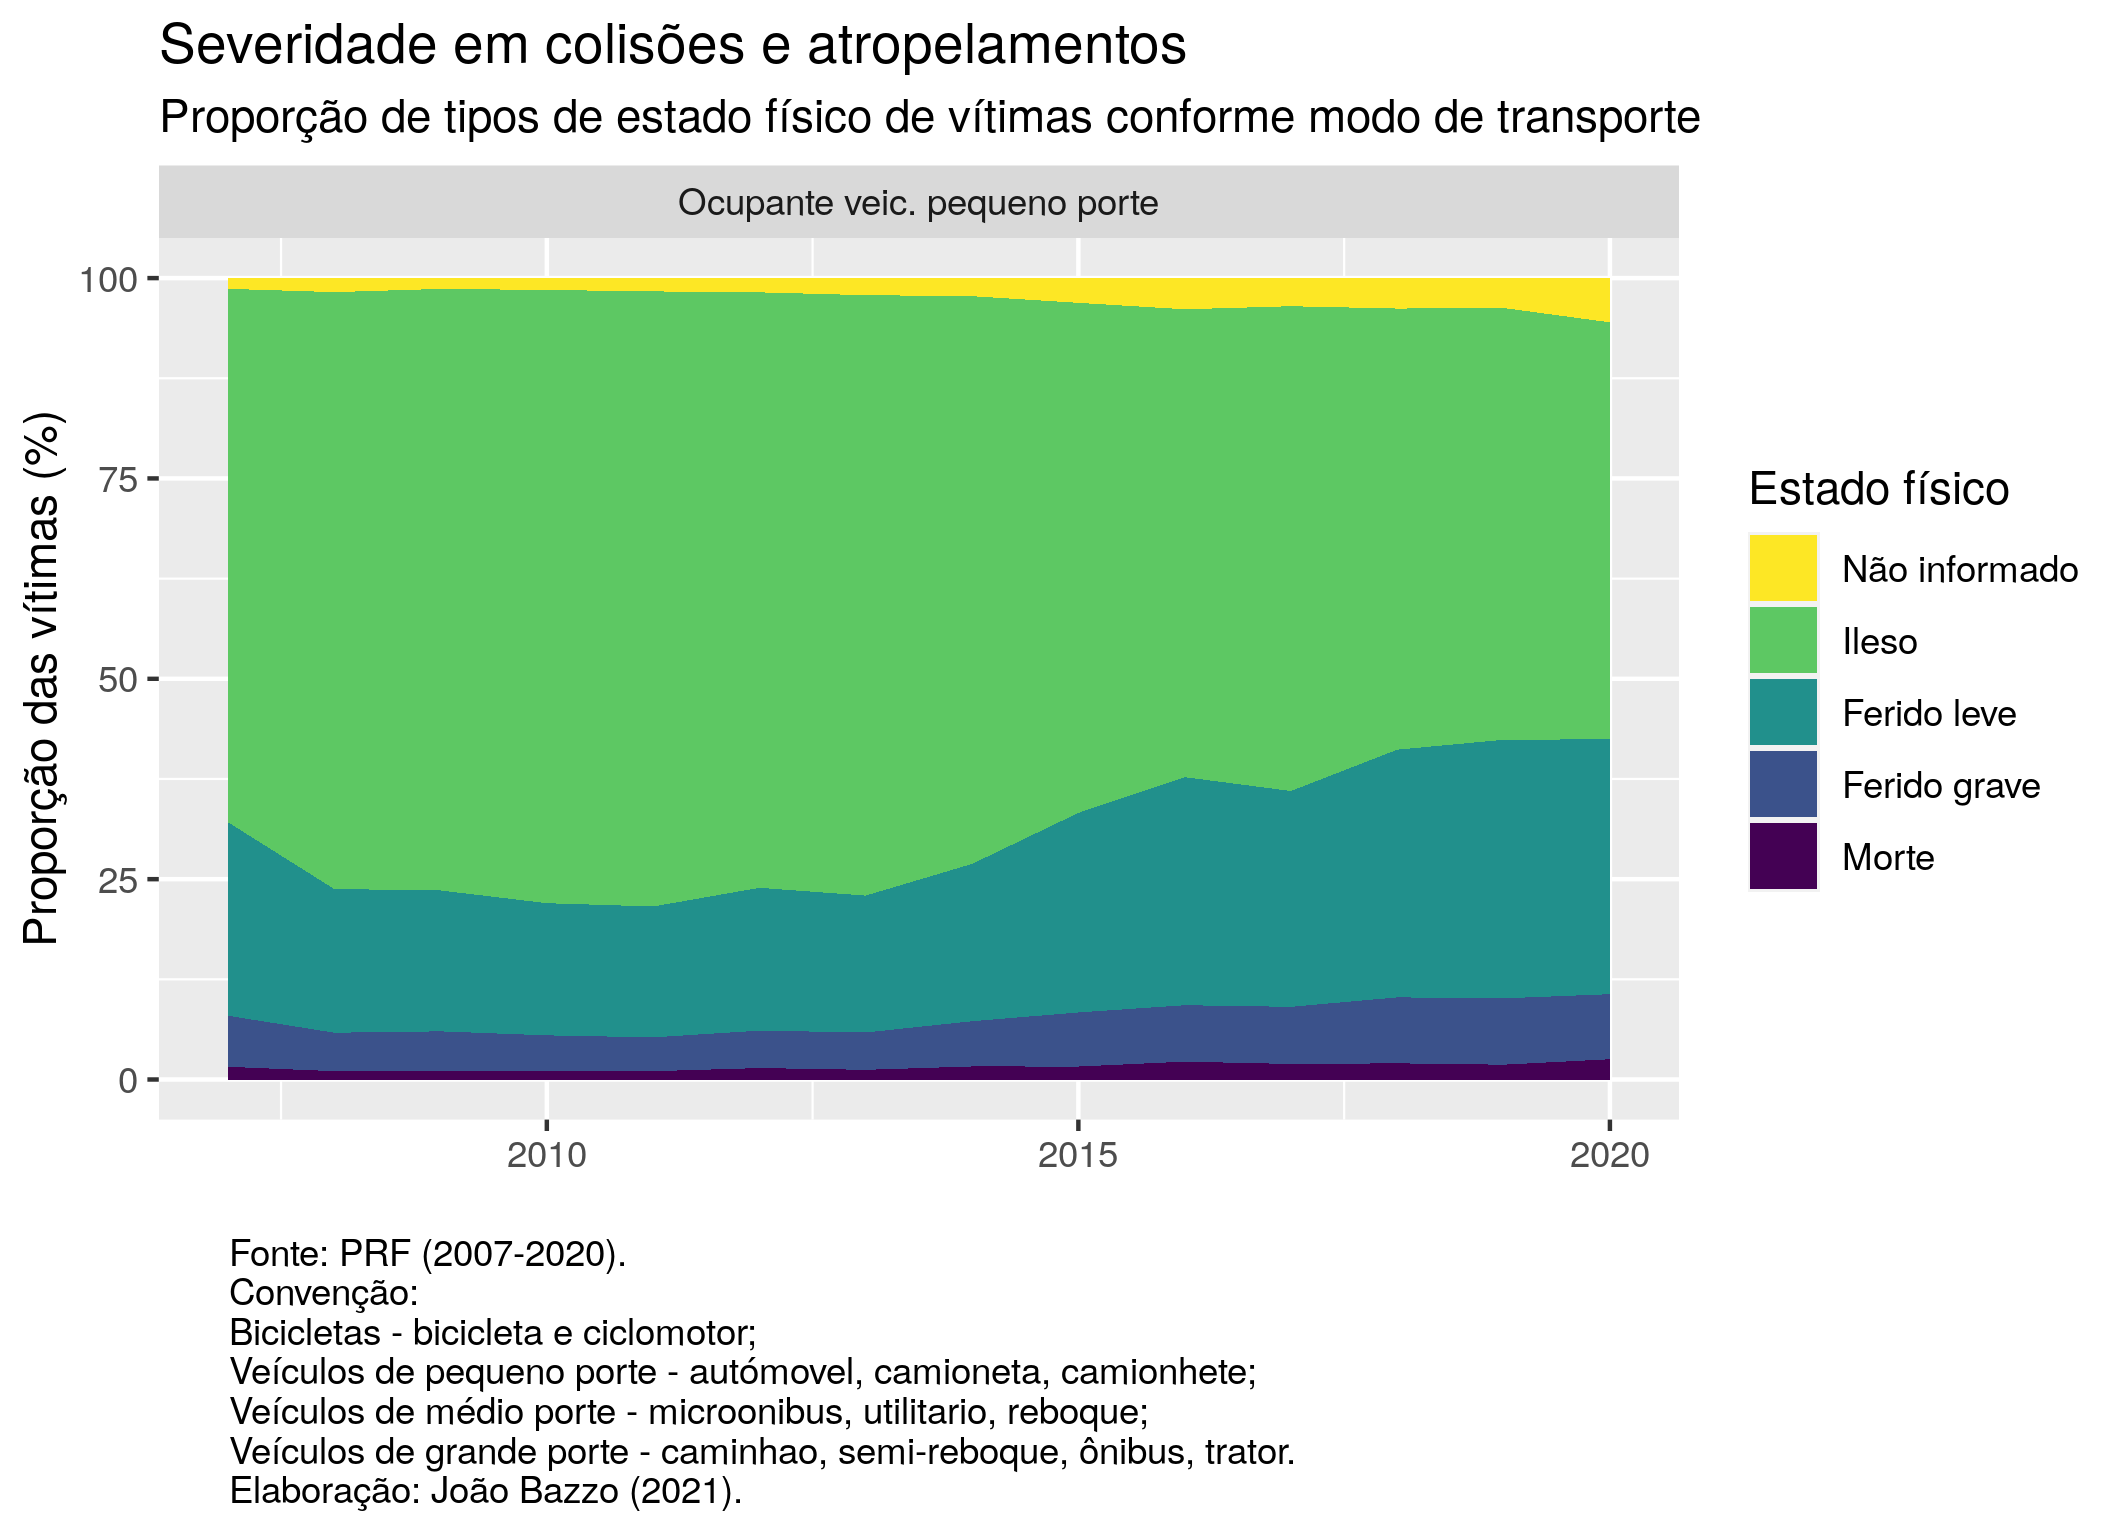 Severidade em colisões e atropelamentos
Proporção de tipos de estado físico de vítimas conforme modo de transporte
Ocupante veic. pequeno porte
100
75
50
25
0
Proporção das vítimas (%)
2010
2015
2020
Estado físico
Não informado
Ileso
Ferido leve
Ferido grave
Morte
Fonte: PRF (2007-2020).
Convenção:
Bicicletas - bicicleta e ciclomotor;
Veículos de pequeno porte - autómovel, camioneta, camionhete;
Veículos de médio porte - microonibus, utilitario, reboque;
Veículos de grande porte - caminhao, semi-reboque, ônibus, trator.
Elaboração: João Bazzo (2021).